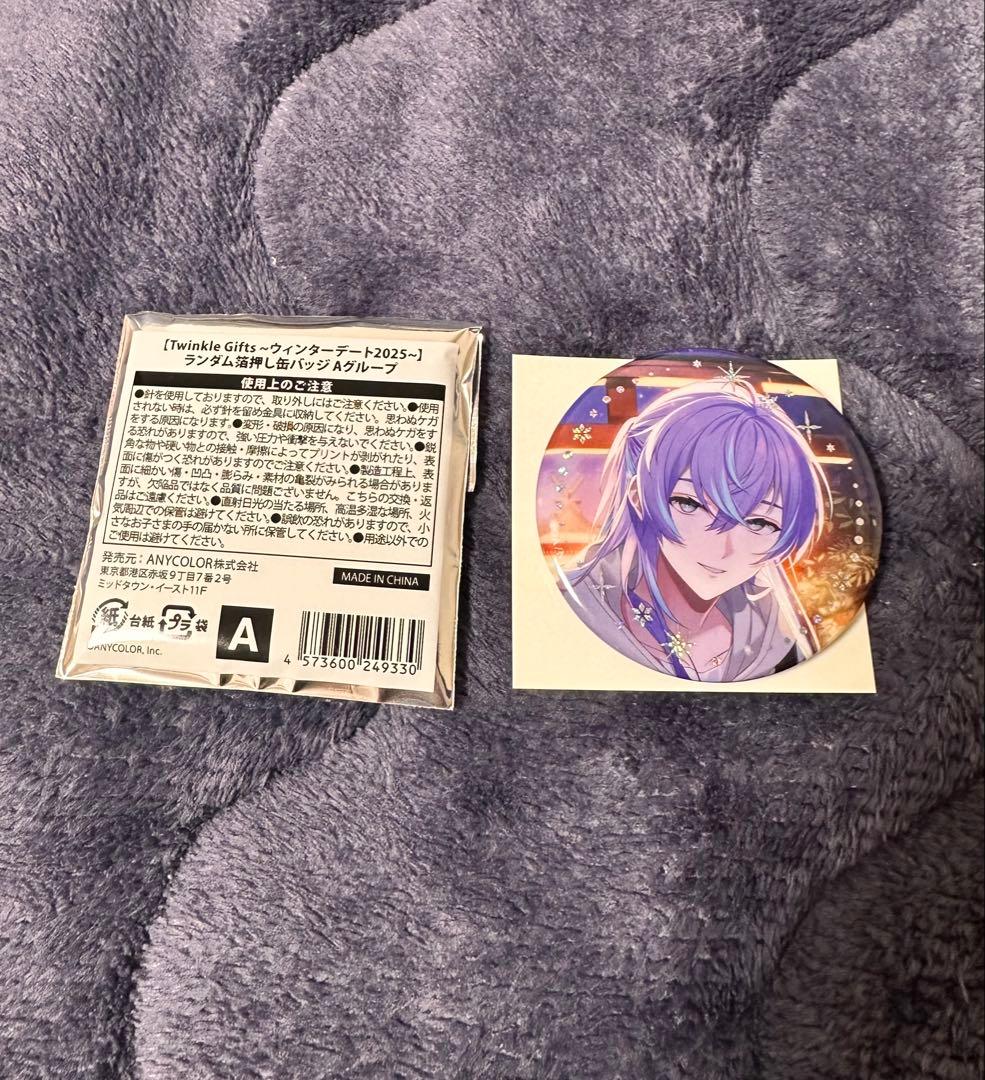 【Twinkle Gifts ~ウィンターデート2025~】
ランダム箔押し缶バッジ Aグループ
使用上のご注意
●針を使用しておりますので、取り外しにはご注意ください。●使用
されない時は、必ず針を留め金具に収納してください。思わぬケガ
をする原因になります。●変形・破損の原因になり、思わぬケガをす
る恐れがありますので、強い圧力や衝撃を与えないでください。●鋭
角な物や硬い物との接触・摩擦によってプリントが剥がれたり、表
面に傷がつく恐れがありますのでご注意ください。●製造工程上、表
面に細かい傷・凹凸・膨らみ・素材の亀裂がみられる場合がありま
すが、欠陥品ではなく品質に問題ございません。こちらの交換・返
品はご遠慮ください。●直射日光の当たる場所、高温多湿な場所、火
気周辺での保管は避けてください。●誤飲の恐れがありますので、小
さなお子さまの手の届かない所に保管してください。●用途以外での
ご使用は避けてください。
発売元：ANYCOLOR株式会社
東京都港区赤坂9丁目7番2号
ミッドタウン・イースト11F
MADE IN CHINA
紙 台紙 プラ 袋
A
4 573600 249330
©ANYCOLOR, Inc.